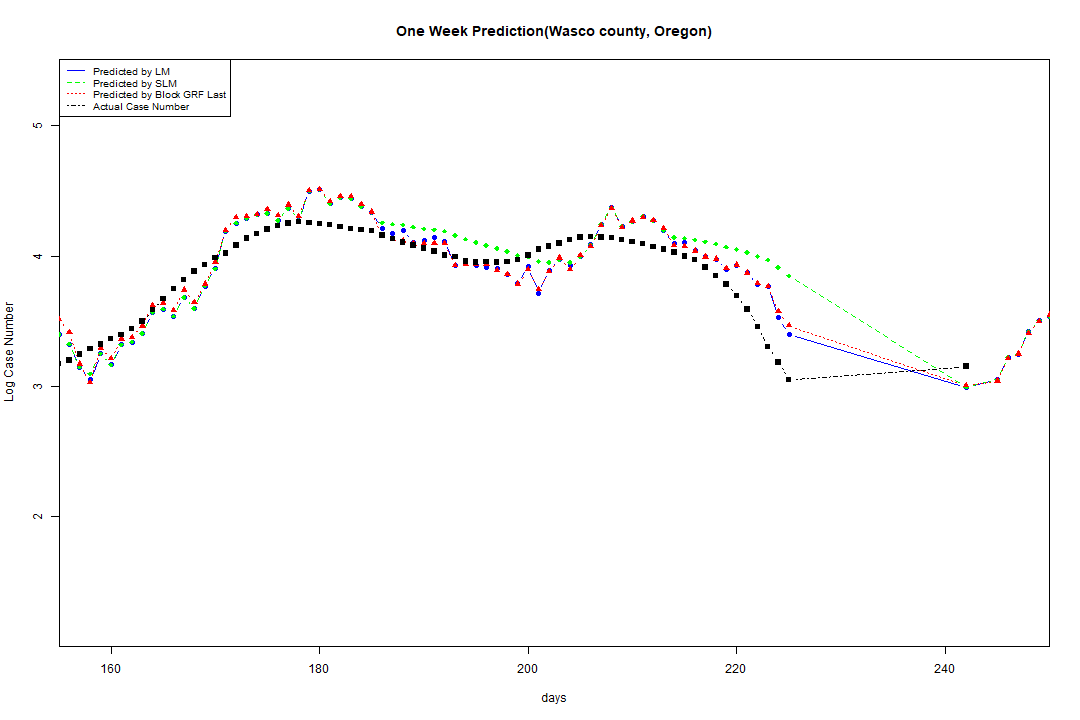 One Week Prediction(Wasco county, Oregon)
Predicted by LM
Predicted by SLM
Predicted by Block GRF Last
Actual Case Number
5
4
3
2
Log Case Number
160 180 200 220 240
days